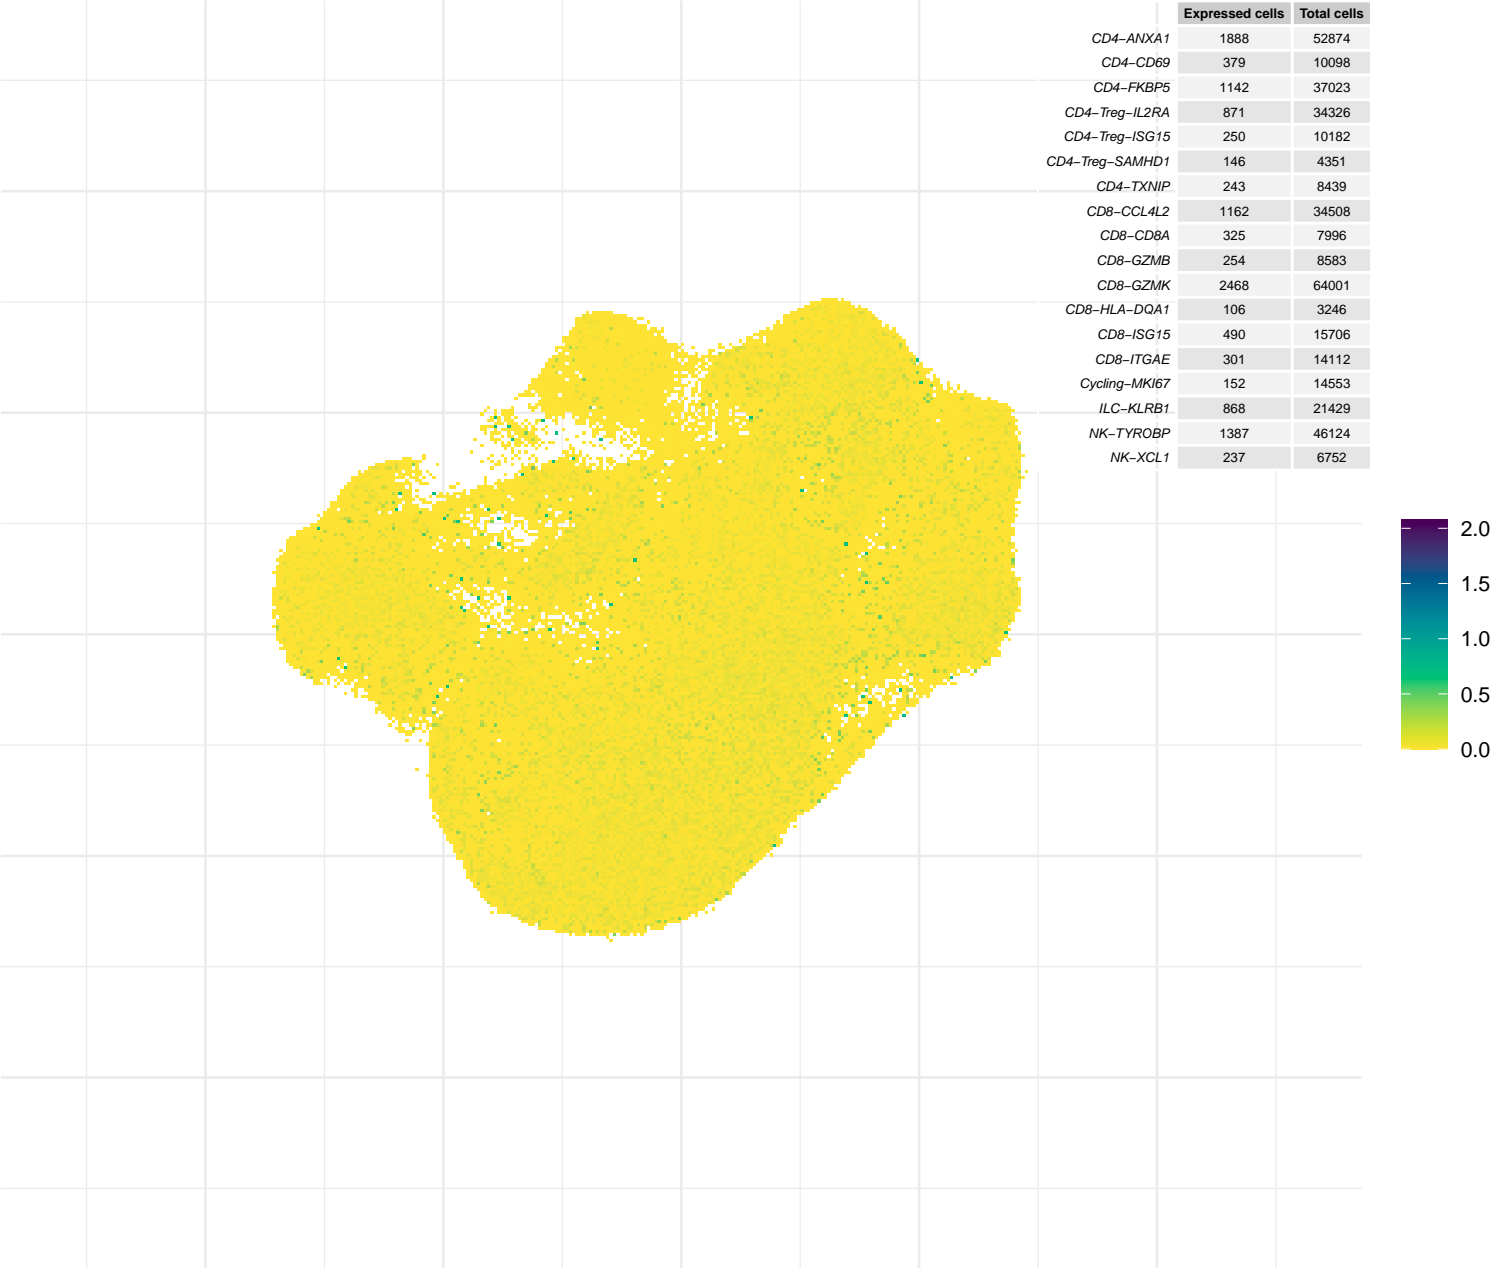 Expressed cells Total cells
CD4−ANXA1 1888 52874
CD4−CD69 379 10098
CD4−FKBP5 1142 37023
CD4−Treg−IL2RA 871 34326
CD4−Treg−ISG15 250 10182
CD4−Treg−SAMHD1 146 4351
CD4−TXNIP 243 8439
CD8−CCL4L2 1162 34508
CD8−CD8A 325 7996
CD8−GZMB 254 8583
CD8−GZMK 2468 64001
CD8−HLA−DQA1 106 3246
CD8−ISG15 490 15706
CD8−ITGAE 301 14112
Cycling−MKI67 152 14553
ILC−KLRB1 868 21429
NK−TYROBP 1387 46124
NK−XCL1 237 6752
2.0
1.5
1.0
0.5
0.0